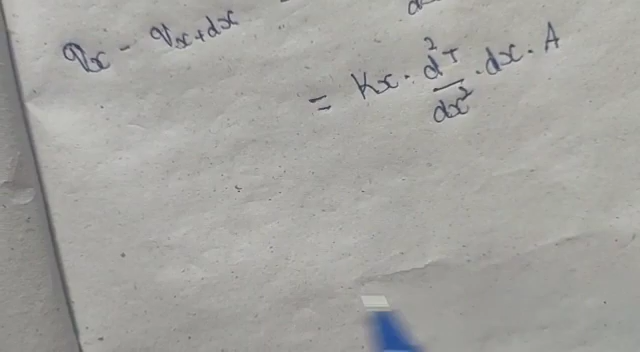 qx - qx+dx
= Kx · d²T/dx² · dx · A